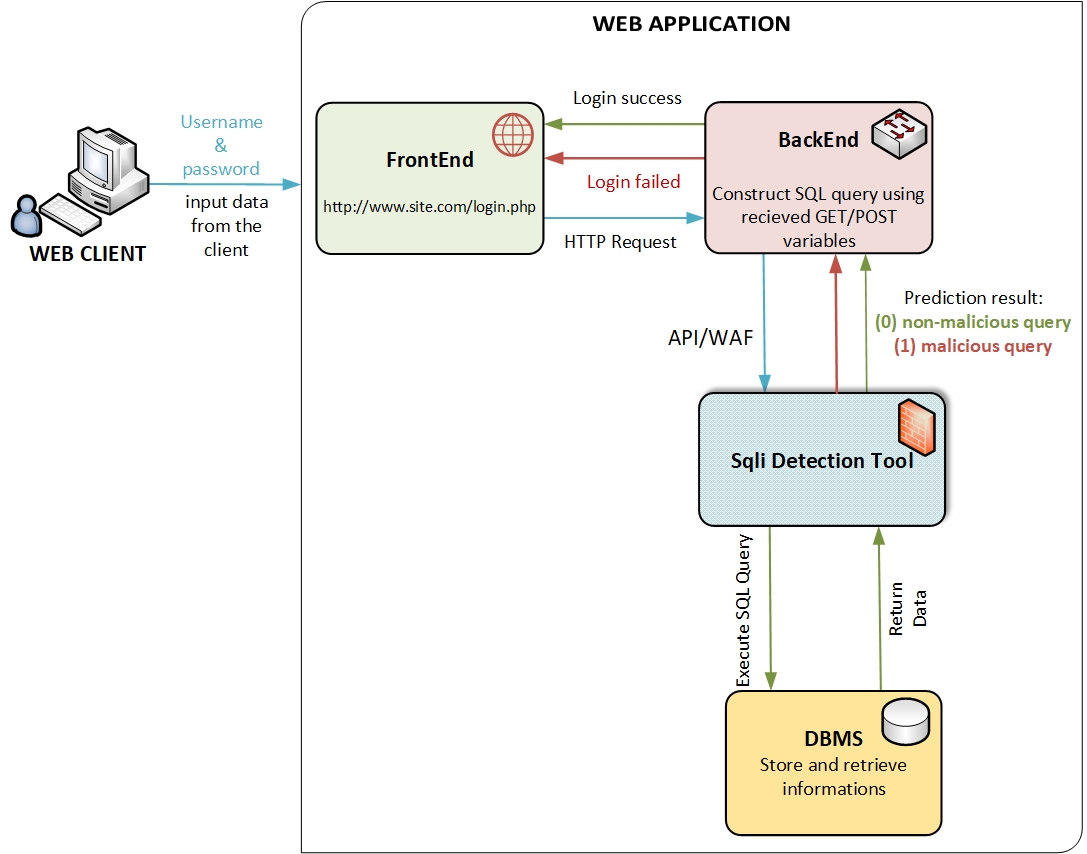 WEB APPLICATION
Username
&
password
input data
from the
client
WEB CLIENT
FrontEnd
http://www.site.com/login.php
Login success
Login failed
HTTP Request
BackEnd
Construct SQL query using
recieved GET/POST
variables
API/WAF
Prediction result:
(0) non-malicious query
(1) malicious query
Sqli Detection Tool
Execute SQL Query
Return
Data
DBMS
Store and retrieve
informations